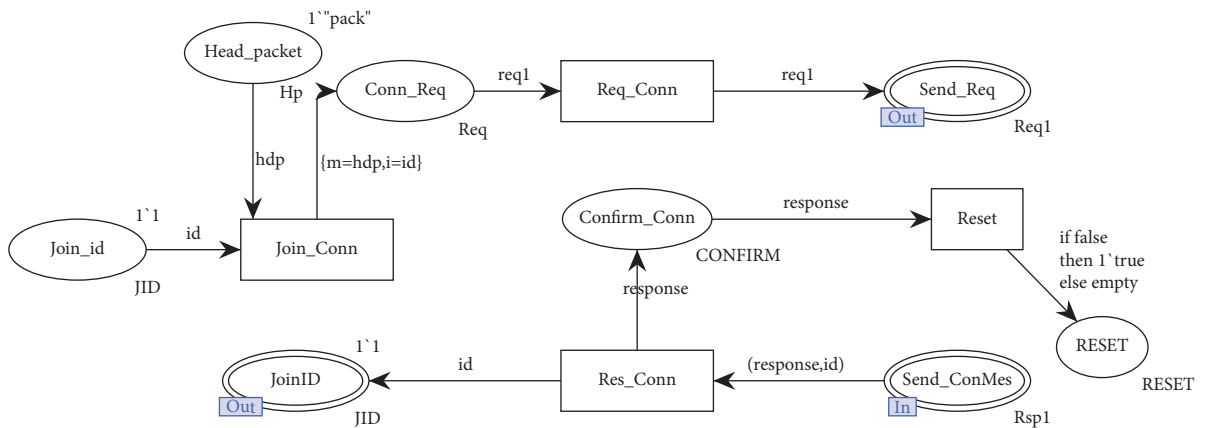 1`"pack"
Head_packet
Hp
Conn_Req
Req
req1
Req_Conn
req1
Send_Req
Out
Req1
hdp
{m=hdp,i=id}
1`1
Join_id
JID
id
Join_Conn
Confirm_Conn
CONFIRM
response
Reset
if false
then 1`true
else empty
response
RESET
RESET
1`1
JoinID
Out
JID
id
Res_Conn
(response,id)
Send_ConMes
In
Rsp1